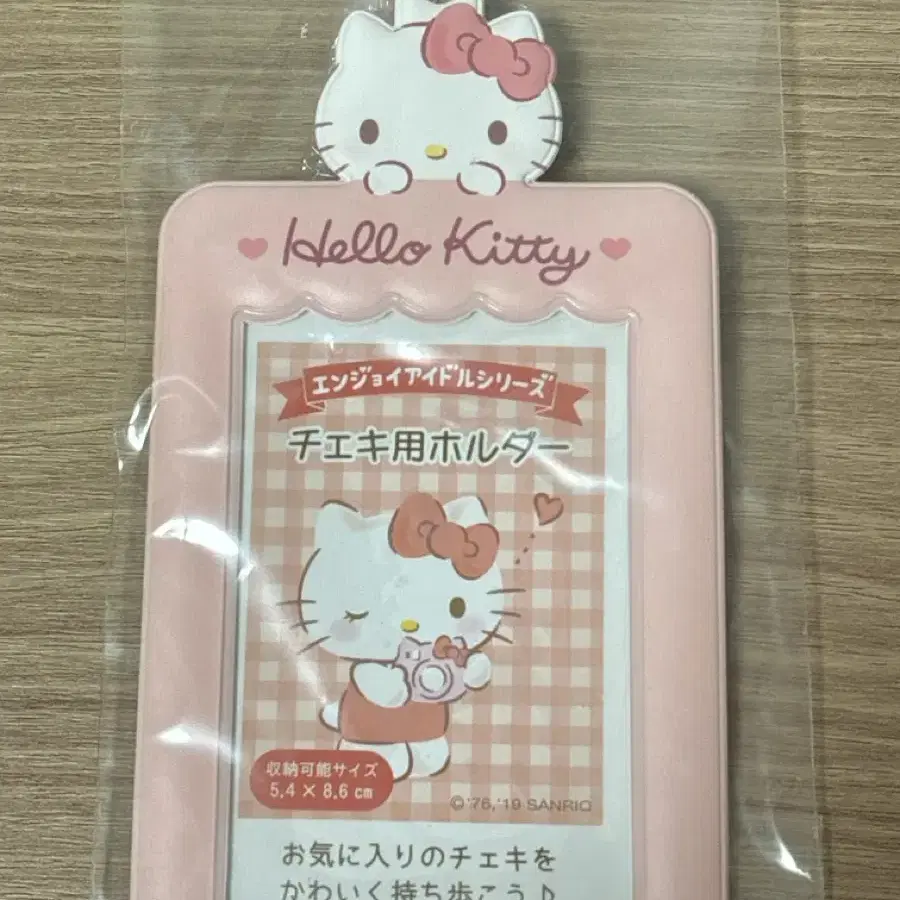 Hello Kitty
エンジョイアイドルシリーズ
チェキ用ホルダー
収納可能サイズ
5.4 × 8.6 cm
©'76,'19 SANRIO
お気に入りのチェキを
かわいく持ち歩こう♪